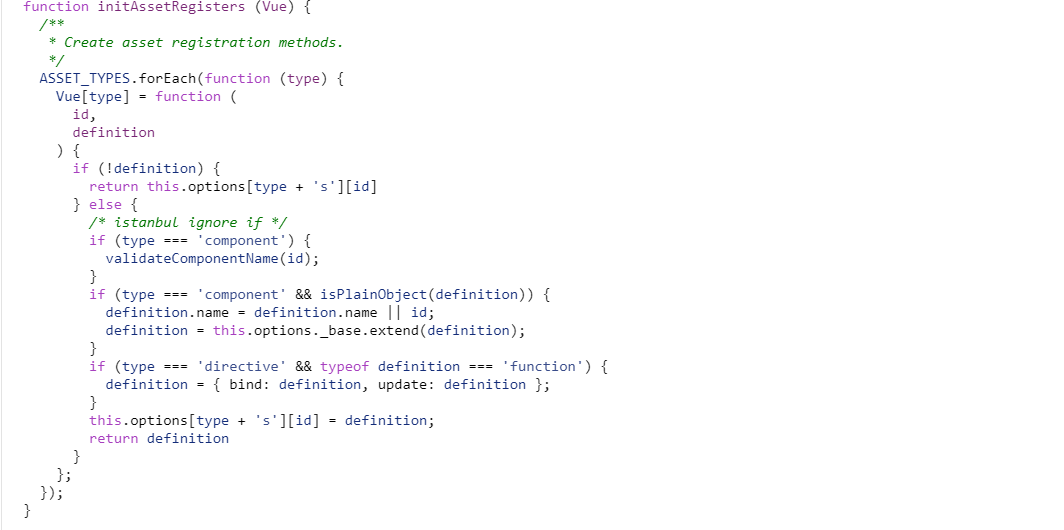 function initAssetRegisters (Vue) {
  /**
   * Create asset registration methods.
   */
  ASSET_TYPES.forEach(function (type) {
    Vue[type] = function (
      id,
      definition
    ) {
      if (!definition) {
        return this.options[type + 's'][id]
      } else {
        /* istanbul ignore if */
        if (type === 'component') {
          validateComponentName(id);
        }
        if (type === 'component' && isPlainObject(definition)) {
          definition.name = definition.name || id;
          definition = this.options._base.extend(definition);
        }
        if (type === 'directive' && typeof definition === 'function') {
          definition = { bind: definition, update: definition };
        }
        this.options[type + 's'][id] = definition;
        return definition
      }
    };
  });
}